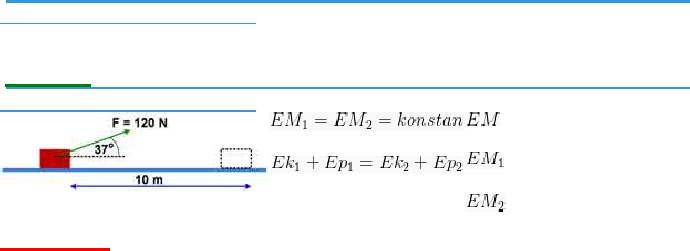 F = 120 N
37°
10 m
EM₁ = EM₂ = konstan EM
Ek₁ + Ep₁ = Ek₂ + Ep₂ EM₁
EM₂